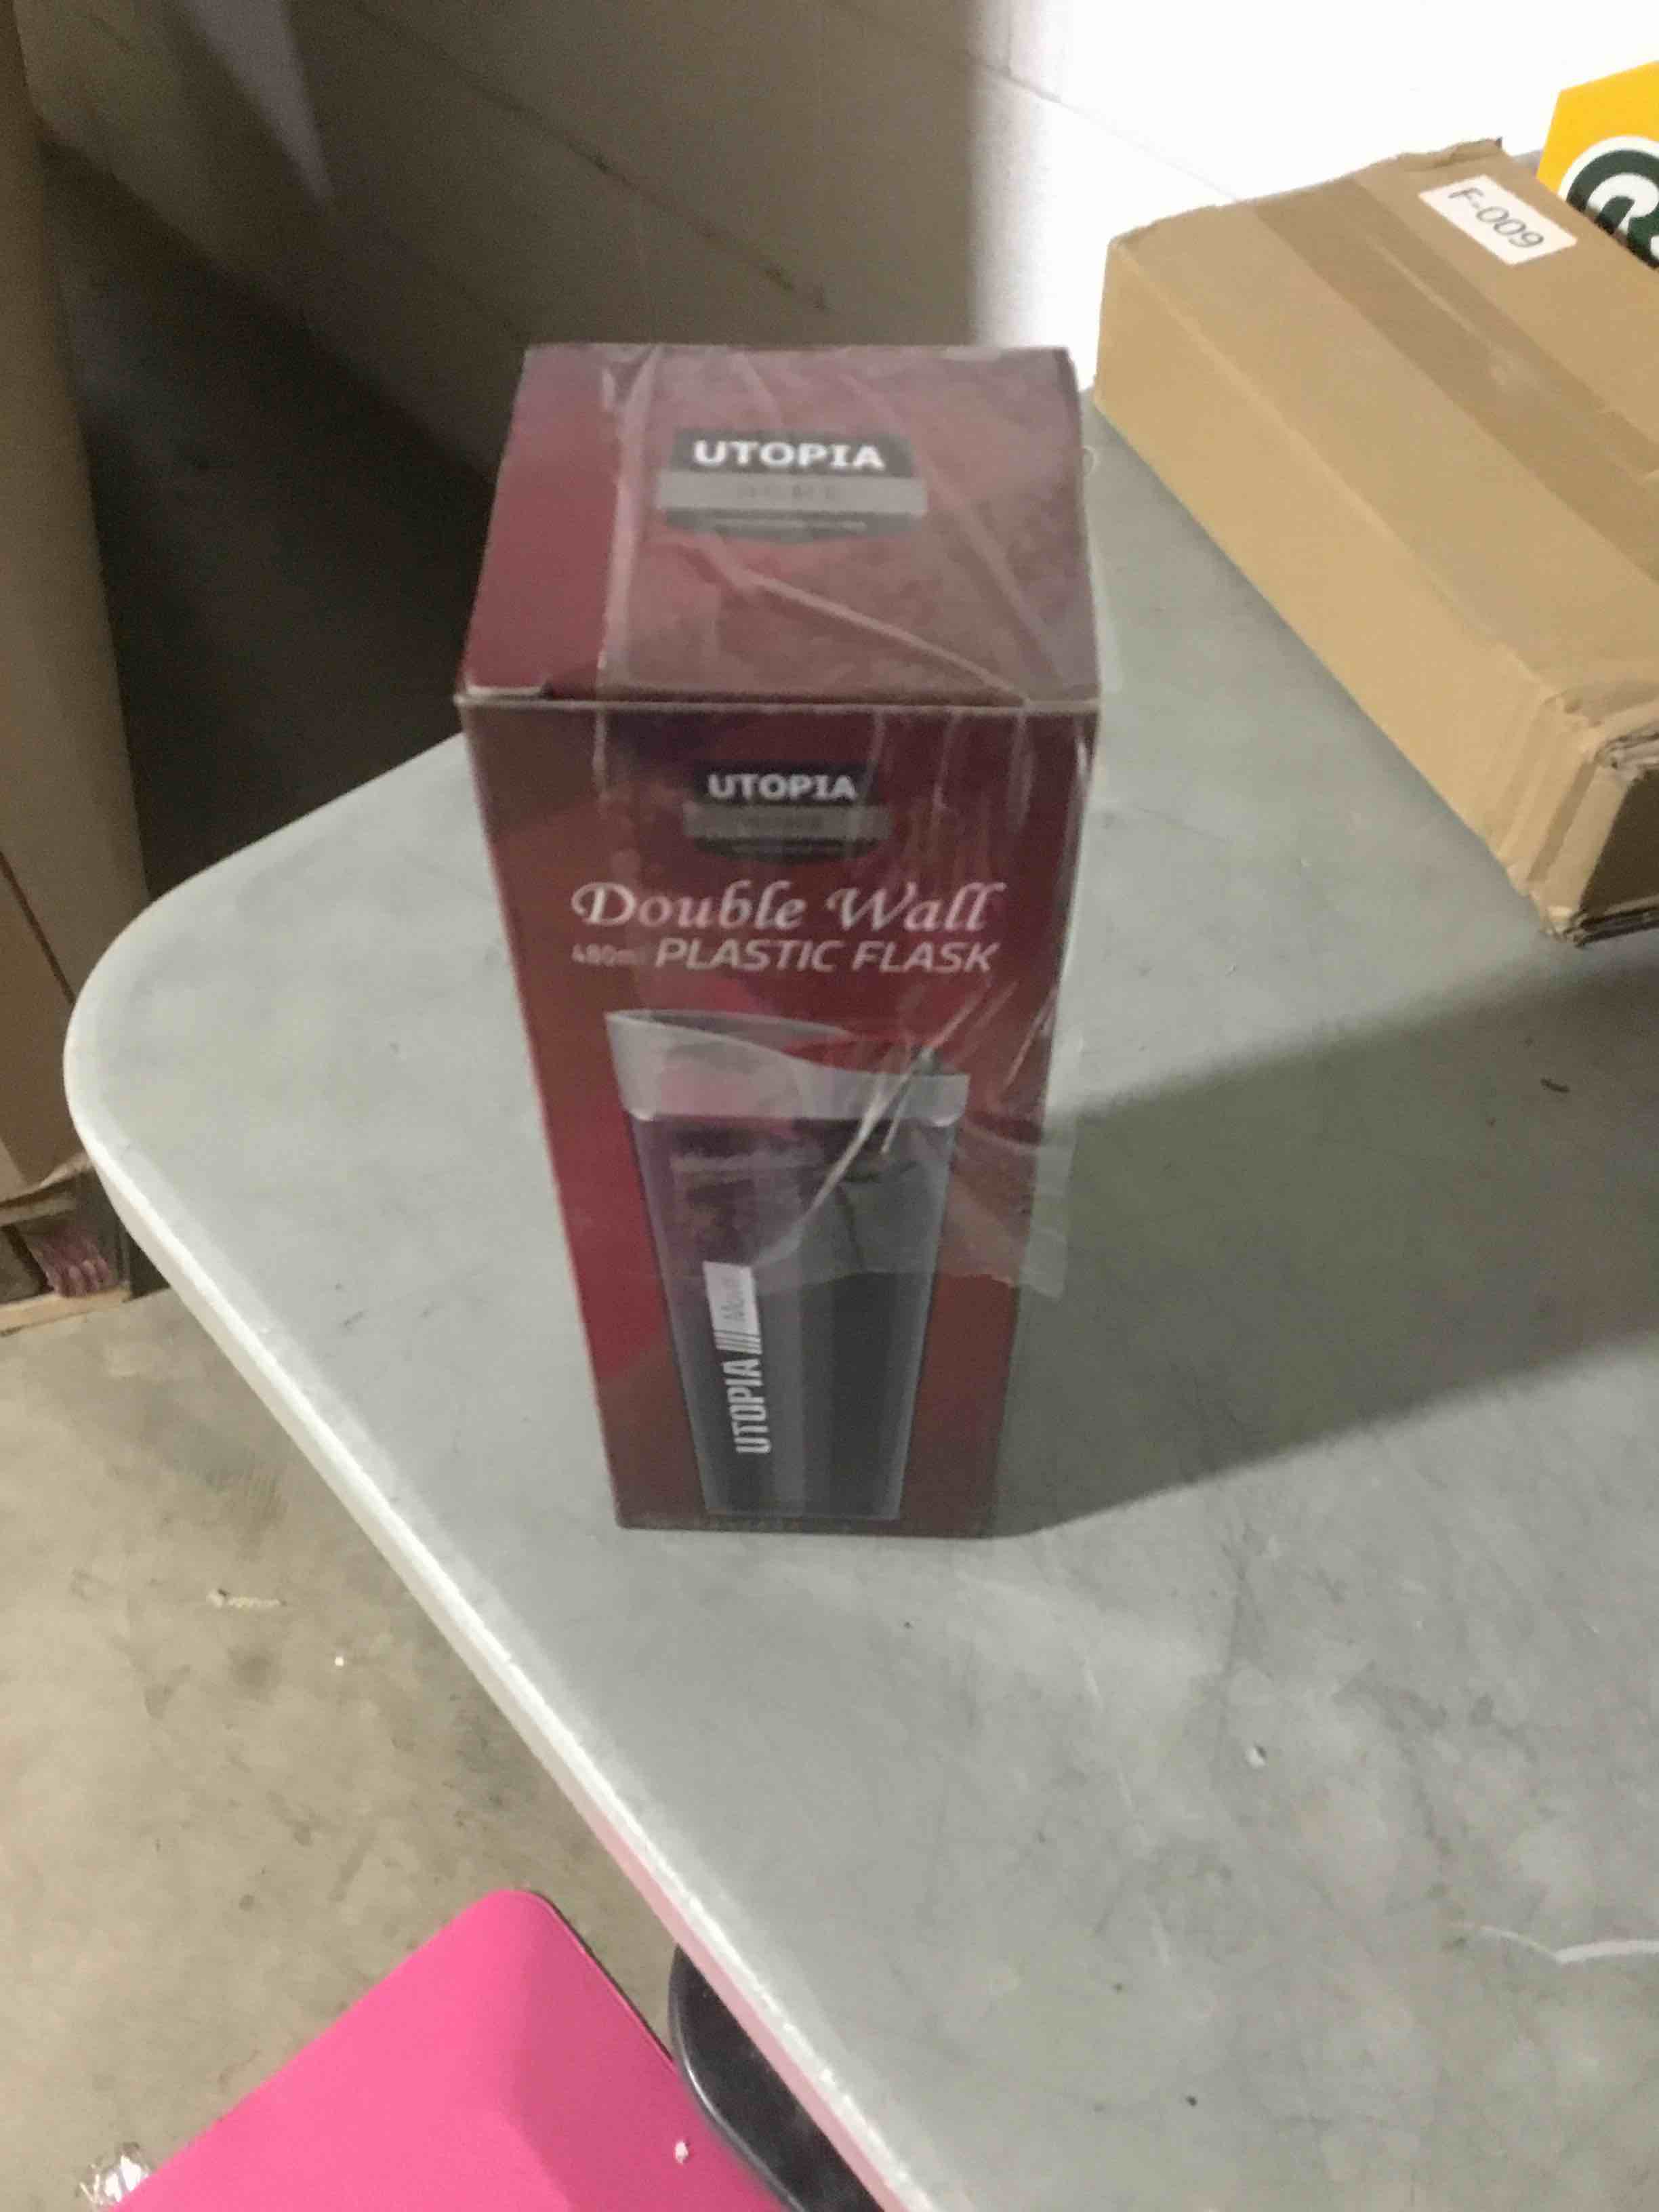 F-009
UTOPIA
UTOPIA
Double Wall
480ml PLASTIC FLASK
UTOPIA